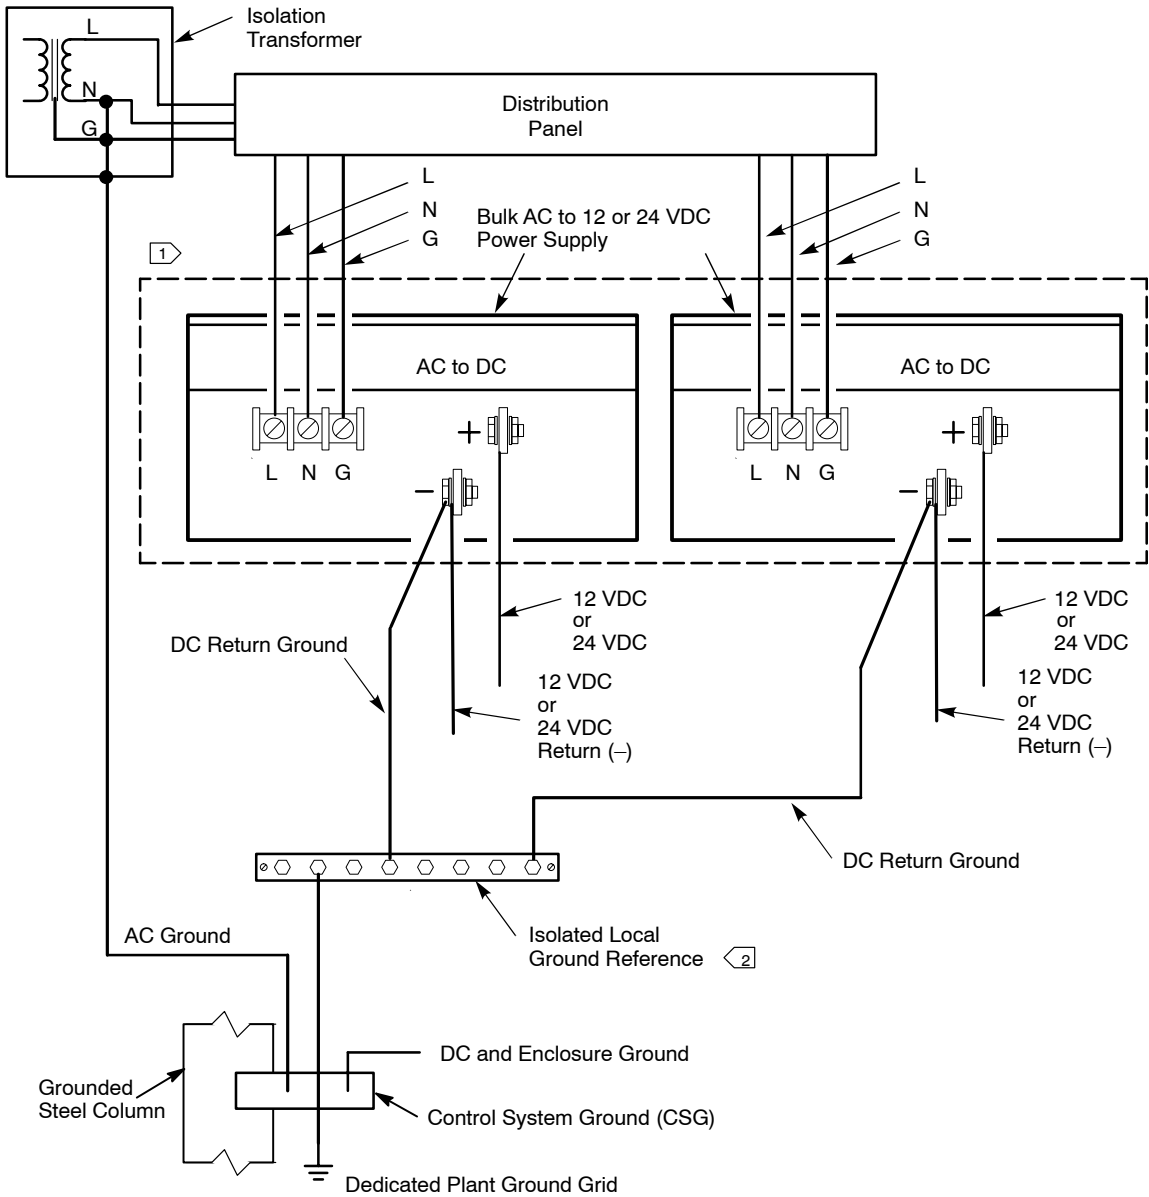 Isolation
Transformer
L
N
G
Distribution
Panel
L
N
G
L
N
G
Bulk AC to 12 or 24 VDC
Power Supply
1
AC to DC
AC to DC
+
+
L N G
L N G
–
–
12 VDC
or
24 VDC
12 VDC
or
24 VDC
DC Return Ground
12 VDC
or
24 VDC
Return (–)
12 VDC
or
24 VDC
Return (–)
DC Return Ground
AC Ground
Isolated Local
Ground Reference
2
DC and Enclosure Ground
Grounded
Steel Column
Control System Ground (CSG)
Dedicated Plant Ground Grid